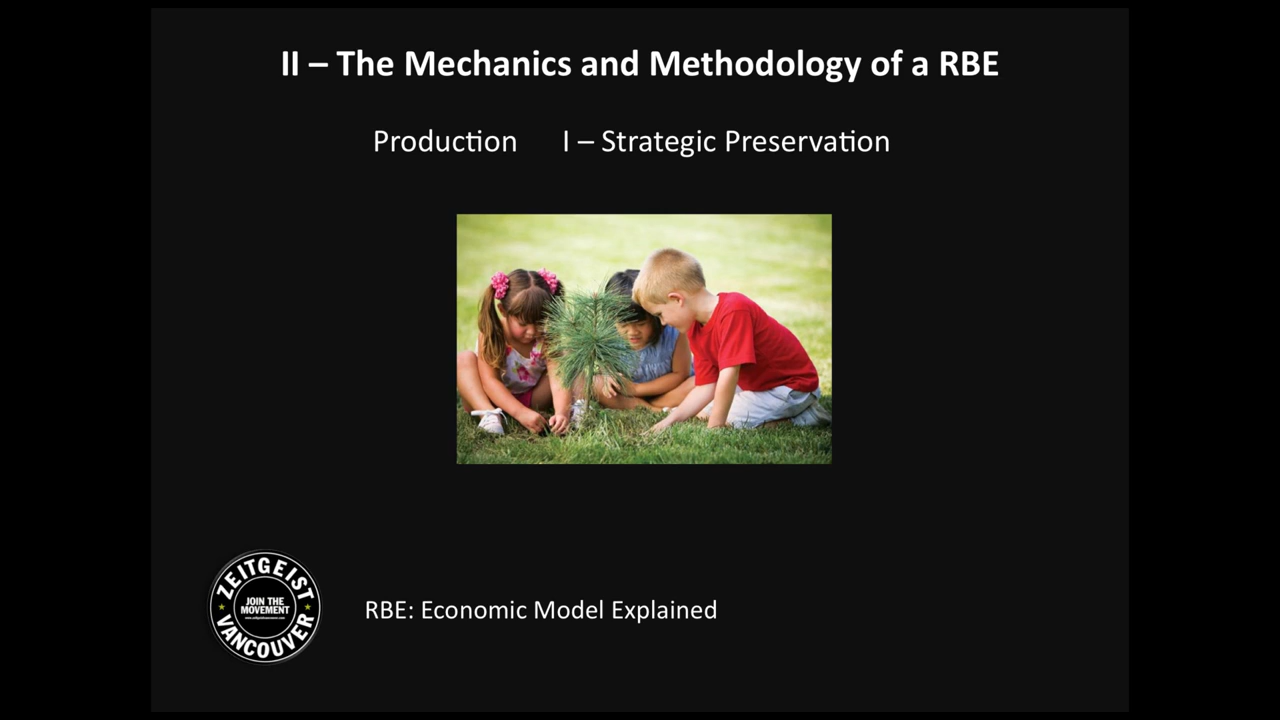 II – The Mechanics and Methodology of a RBE
Production I – Strategic Preservation
ZEITGEIST
JOIN THE
MOVEMENT
VANCOUVER
RBE: Economic Model Explained